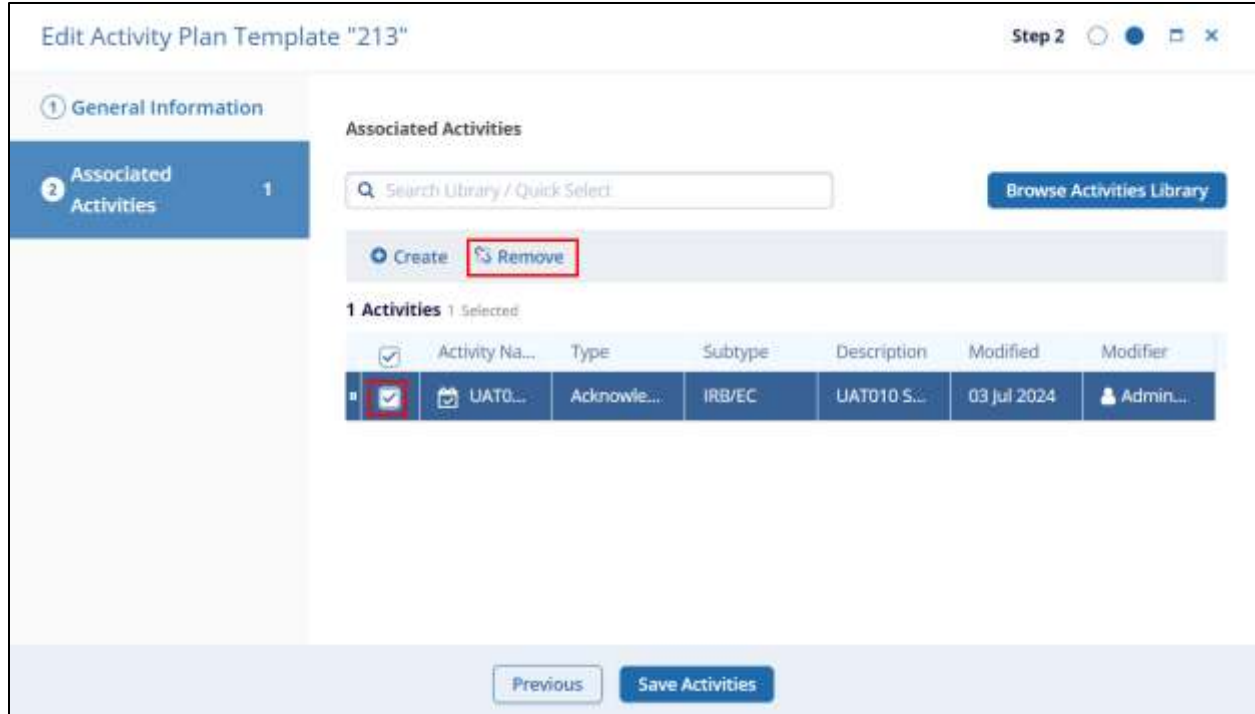 Edit Activity Plan Template "213"
Step 2
1 General Information
2 Associated Activities 1
Associated Activities
Search Library / Quick Select
Browse Activities Library
Create Remove
1 Activities 1 Selected
Activity Na... Type Subtype Description Modified Modifier
UAT0... Acknowle... IRB/EC UAT010 S... 03 Jul 2024 Admin...
Previous Save Activities